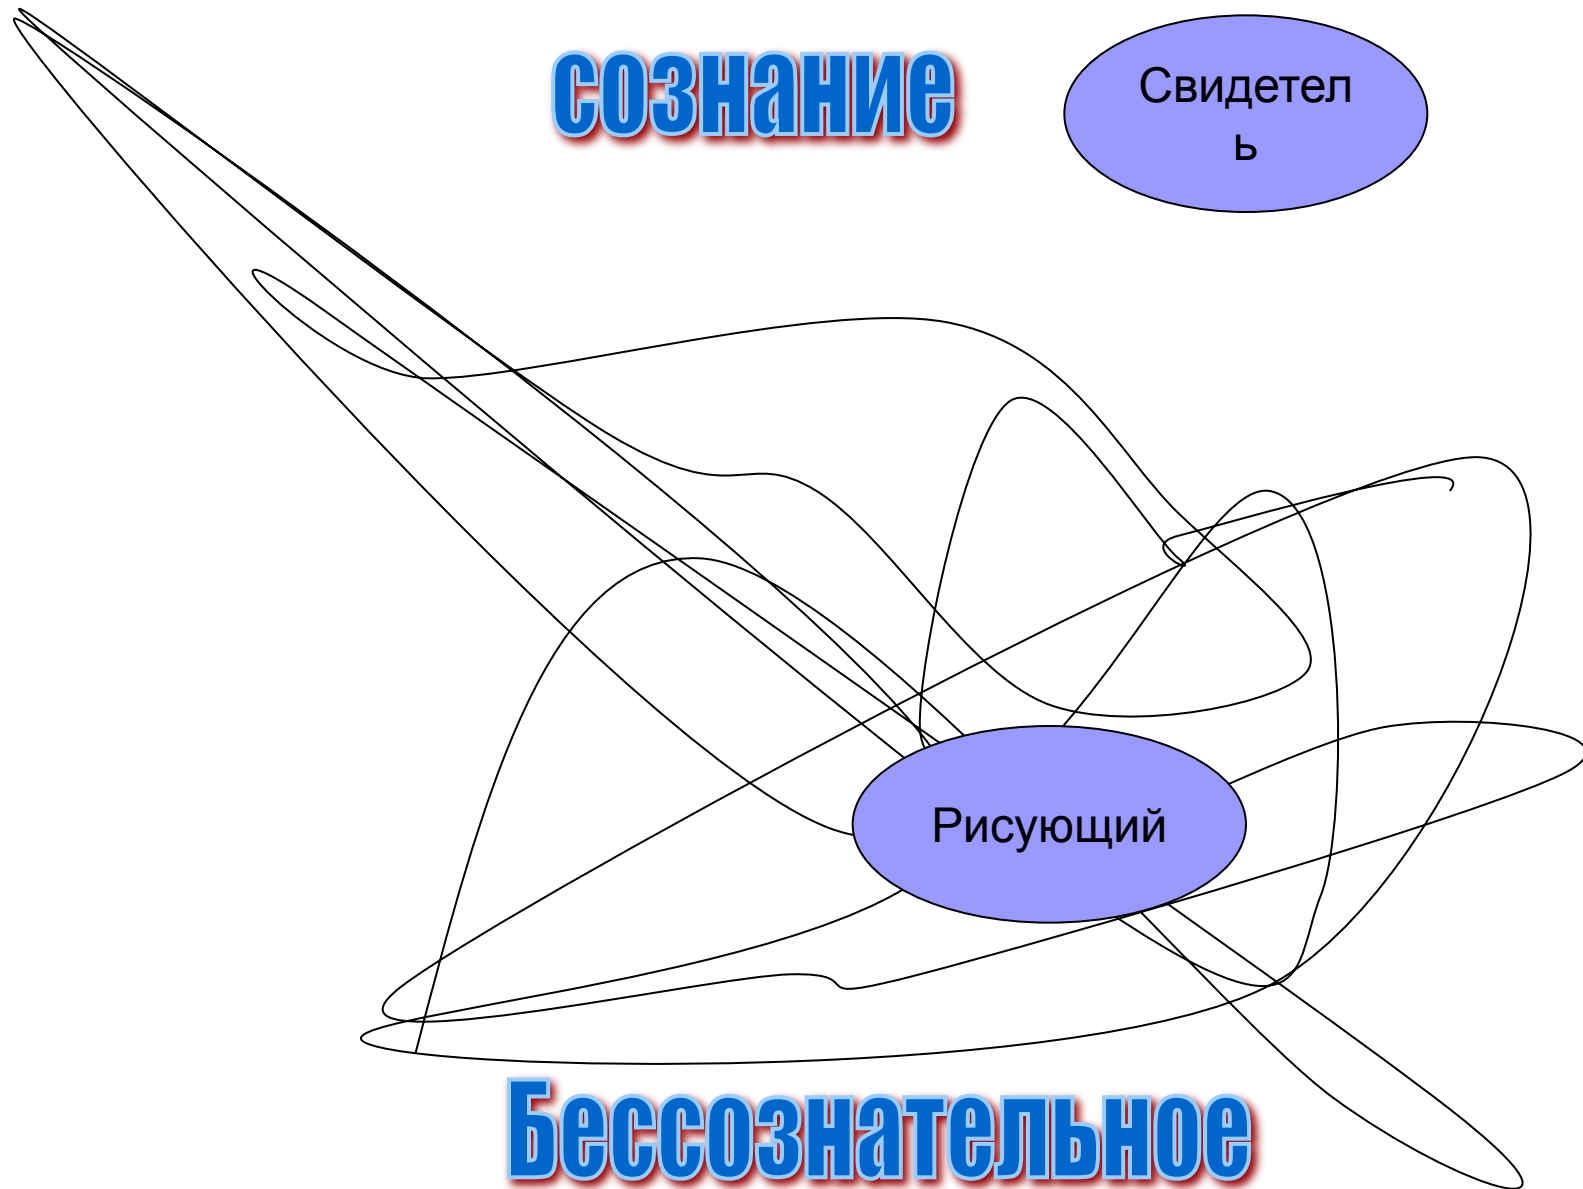 сознание
Свидетел
ь
Рисующий
Бессознательное